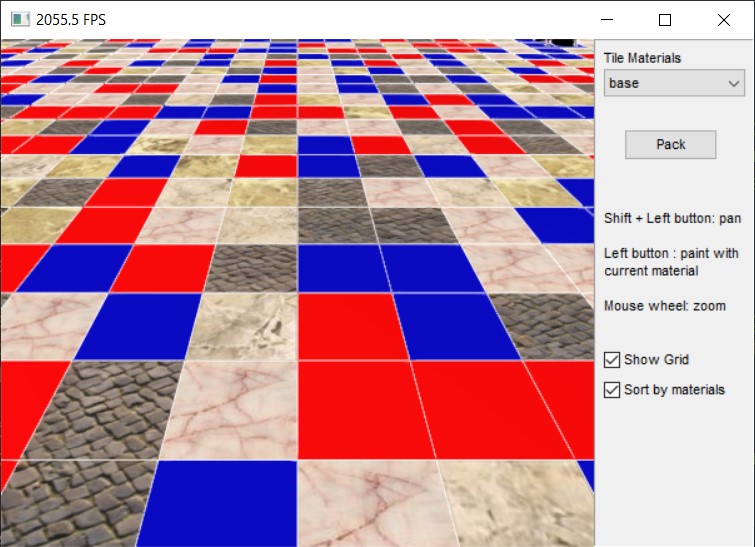 2055.5 FPS
Tile Materials
base
Pack
Shift + Left button: pan
Left button : paint with
current material
Mouse wheel: zoom
Show Grid
Sort by materials